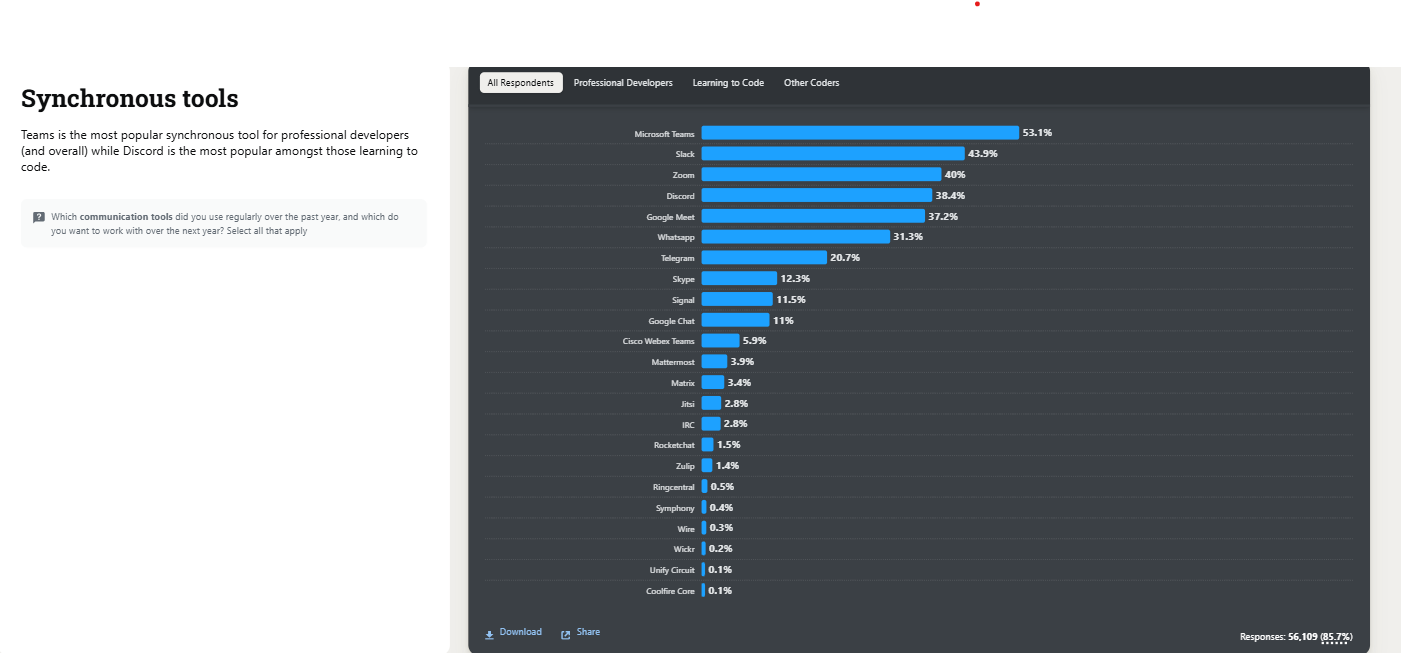 Synchronous tools
Teams is the most popular synchronous tool for professional developers
(and overall) while Discord is the most popular amongst those learning to
code.
? Which communication tools did you use regularly over the past year, and which do
you want to work with over the next year? Select all that apply
All Respondents Professional Developers Learning to Code Other Coders
Microsoft Teams 53.1%
Slack 43.9%
Zoom 40%
Discord 38.4%
Google Meet 37.2%
Whatsapp 31.3%
Telegram 20.7%
Skype 12.3%
Signal 11.5%
Google Chat 11%
Cisco Webex Teams 5.9%
Mattermost 3.9%
Matrix 3.4%
Jitsi 2.8%
IRC 2.8%
Rocketchat 1.5%
Zulip 1.4%
Ringcentral 0.5%
Symphony 0.4%
Wire 0.3%
Wickr 0.2%
Unify Circuit 0.1%
Coolfire Core 0.1%
Download Share
Responses: 56,109 (85.7%)